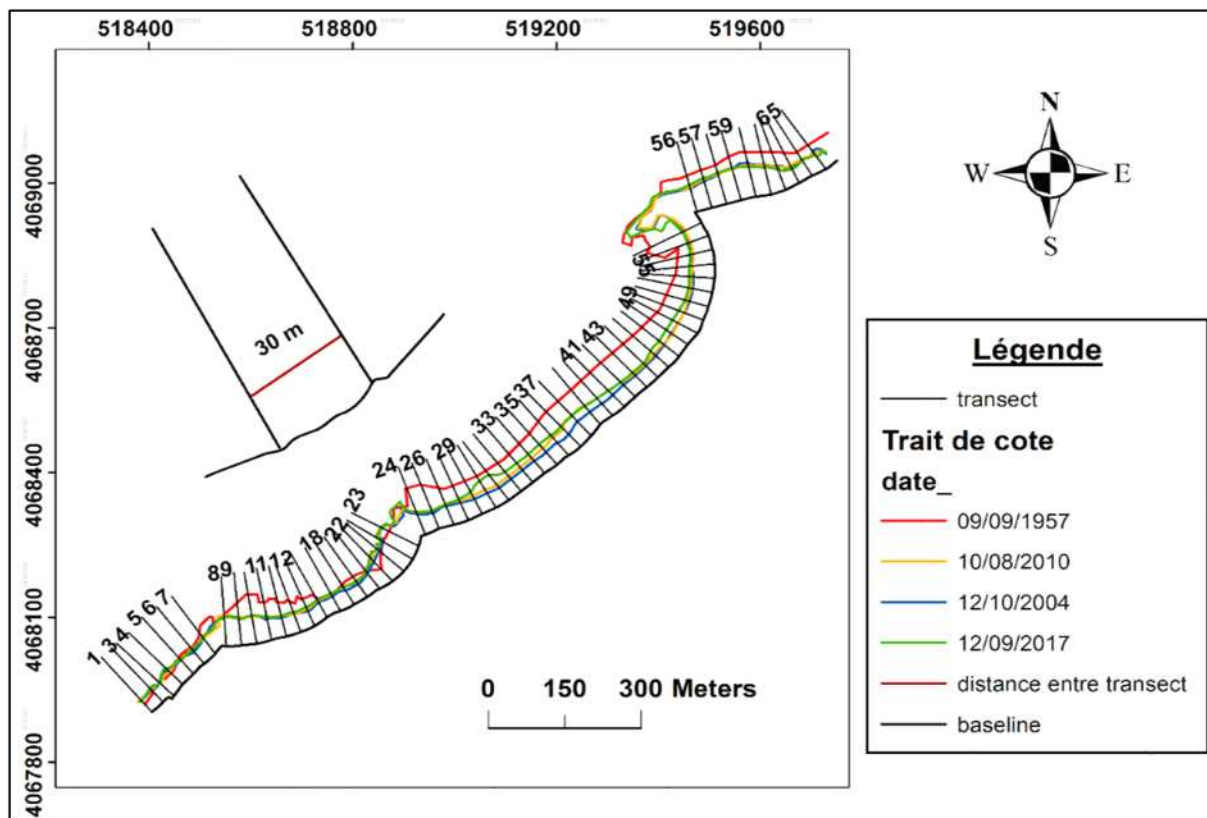 518400 518800 519200 519600
4069000
4068700
4068400
4068100
4067800
30 m
1 3 4 5 6 7 8 9 11 12 18 22 23
24 26 29 33 35 37 41 43 49 55
56 57 59 65
0 150 300 Meters
N
W E
S
Légende
transect
Trait de cote
date_
09/09/1957
10/08/2010
12/10/2004
12/09/2017
distance entre transect
baseline